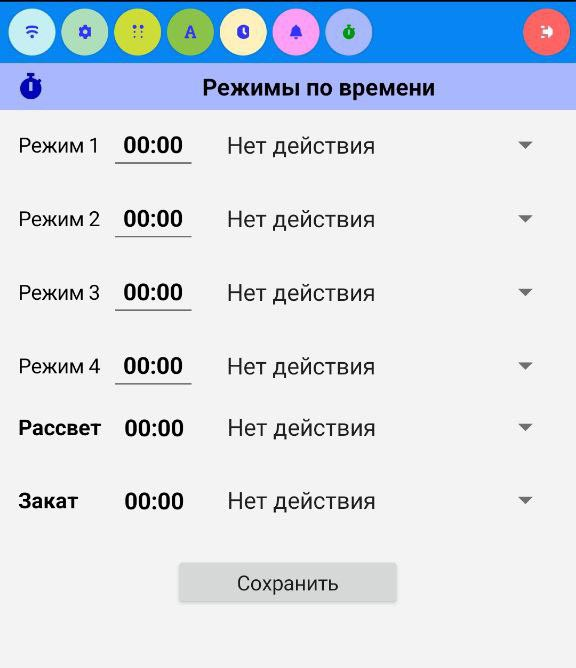 A
Режимы по времени
Режим 1 00:00 Нет действия
Режим 2 00:00 Нет действия
Режим 3 00:00 Нет действия
Режим 4 00:00 Нет действия
Рассвет 00:00 Нет действия
Закат 00:00 Нет действия
Сохранить